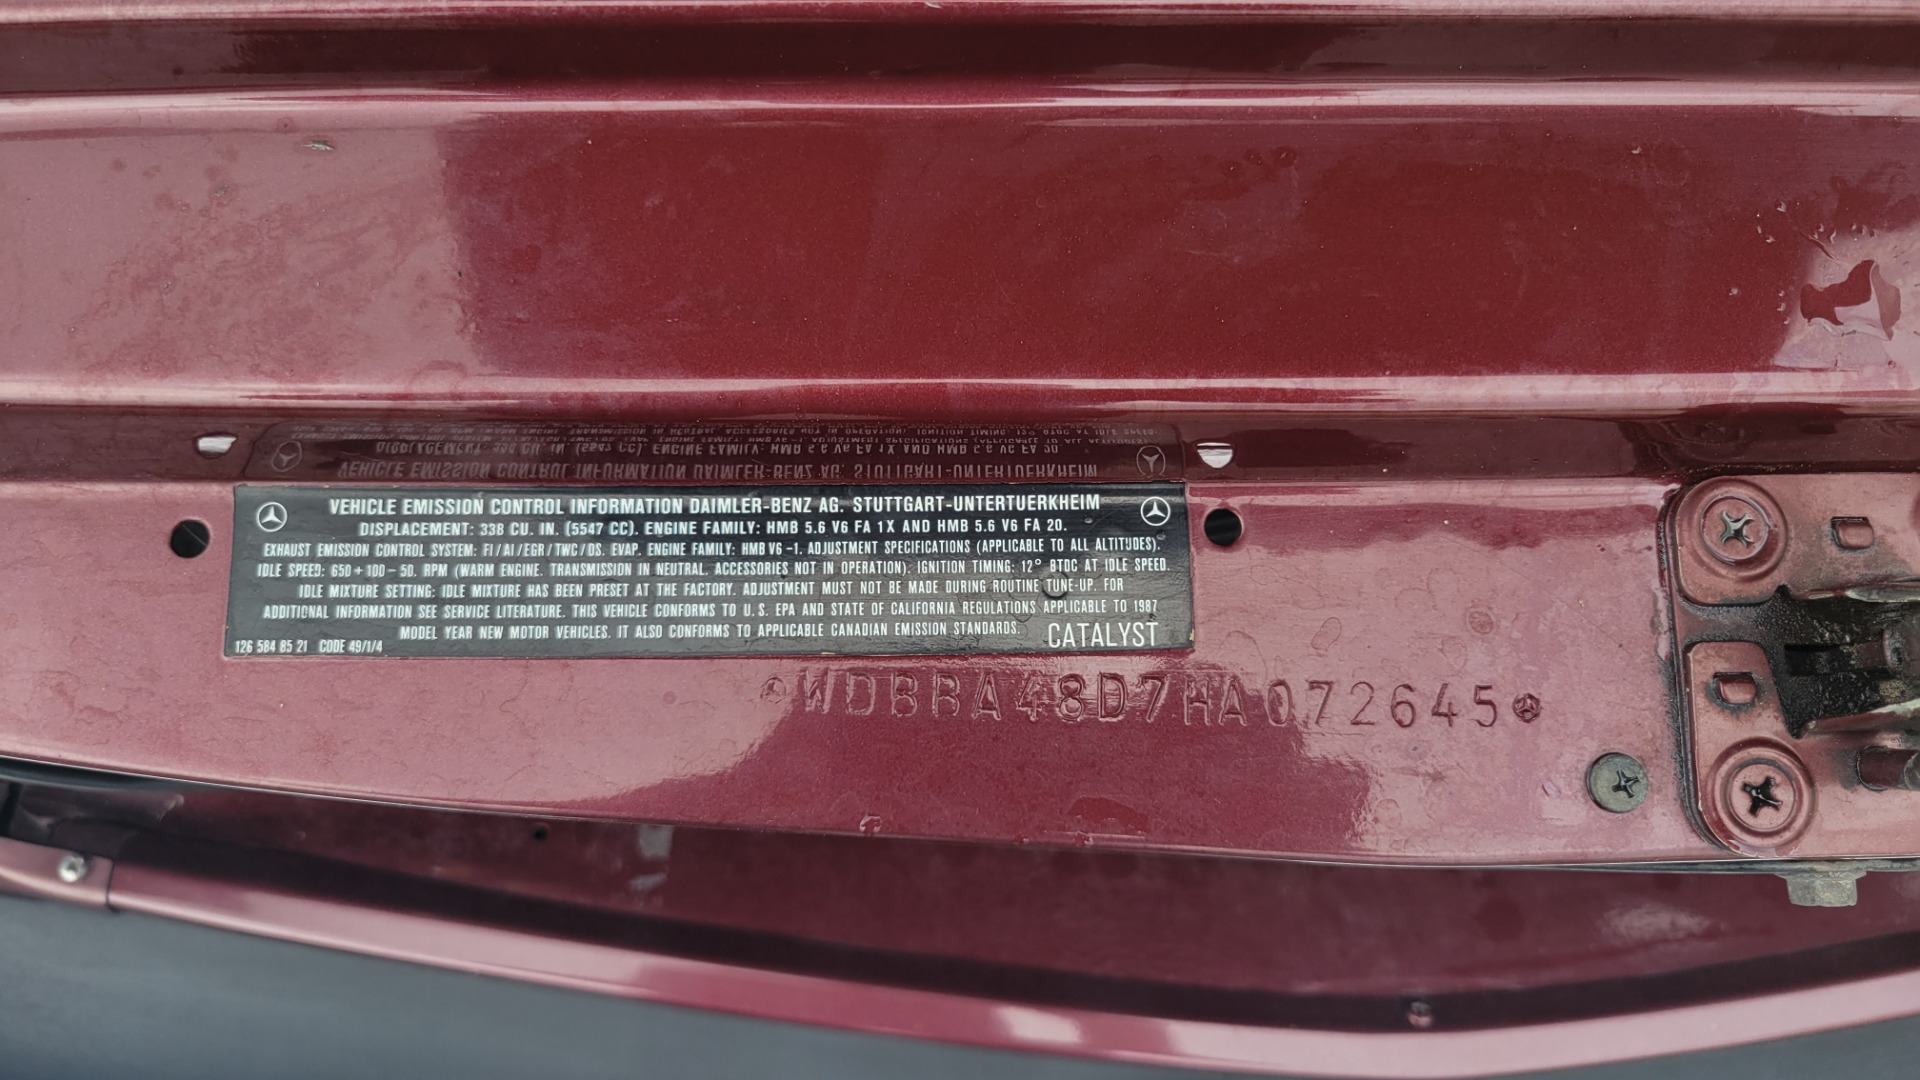 VEHICLE EMISSION CONTROL INFORMATION DAIMLER-BENZ AG. STUTTGART-UNTERTUERKHEIM
DISPLACEMENT: 338 CU. IN. (5547 CC). ENGINE FAMILY: HMB 5.6 V6 FA 1X AND HMB 5.6 V6 FA 20.
EXHAUST EMISSION CONTROL SYSTEM: FI/AI/EGR/TWC/DS. EVAP. ENGINE FAMILY: HMB V6 -1. ADJUSTMENT SPECIFICATIONS (APPLICABLE TO ALL ALTITUDES).
IDLE SPEED: 650 + 100 - 50. RPM (WARM ENGINE. TRANSMISSION IN NEUTRAL. ACCESSORIES NOT IN OPERATION). IGNITION TIMING: 12° BTDC AT IDLE SPEED.
IDLE MIXTURE SETTING: IDLE MIXTURE HAS BEEN PRESET AT THE FACTORY. ADJUSTMENT MUST NOT BE MADE DURING ROUTINE TUNE-UP. FOR
ADDITIONAL INFORMATION SEE SERVICE LITERATURE. THIS VEHICLE CONFORMS TO U.S. EPA AND STATE OF CALIFORNIA REGULATIONS APPLICABLE TO 1987
MODEL YEAR NEW MOTOR VEHICLES. IT ALSO CONFORMS TO APPLICABLE CANADIAN EMISSION STANDARDS.
126 584 85 21 CODE 49/1/4
CATALYST
WDBBA48D7HA072645